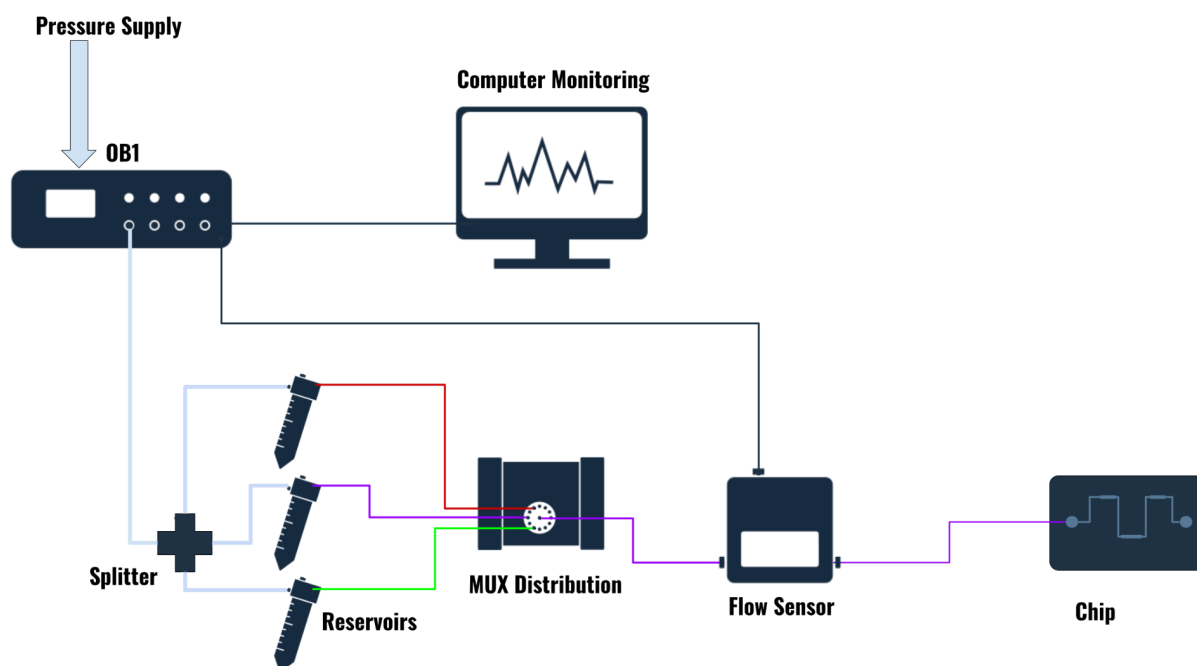 Pressure Supply
OB1
Computer Monitoring
Splitter
Reservoirs
MUX Distribution
Flow Sensor
Chip